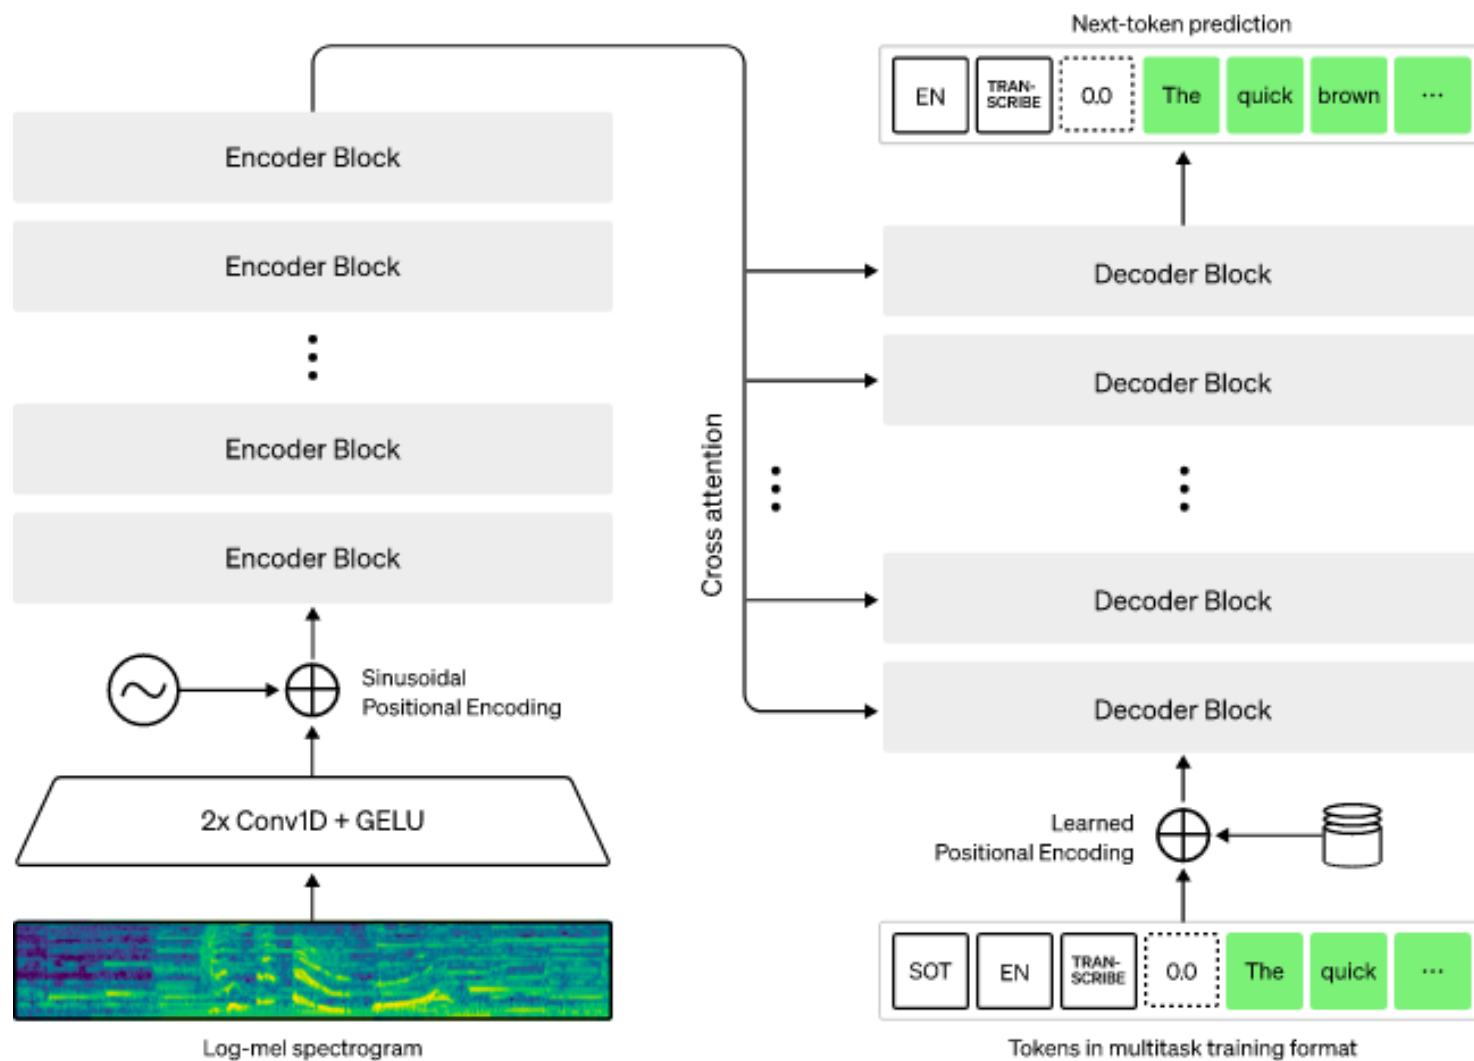 Next-token prediction
EN
TRAN-
SCRIBE
0.0
The
quick
brown
...
Encoder Block
Encoder Block
Encoder Block
Encoder Block
Sinusoidal
Positional Encoding
2x Conv1D + GELU
Log-mel spectrogram
Cross attention
Decoder Block
Decoder Block
Decoder Block
Decoder Block
Learned
Positional Encoding
SOT
EN
TRAN-
SCRIBE
0.0
The
quick
...
Tokens in multitask training format